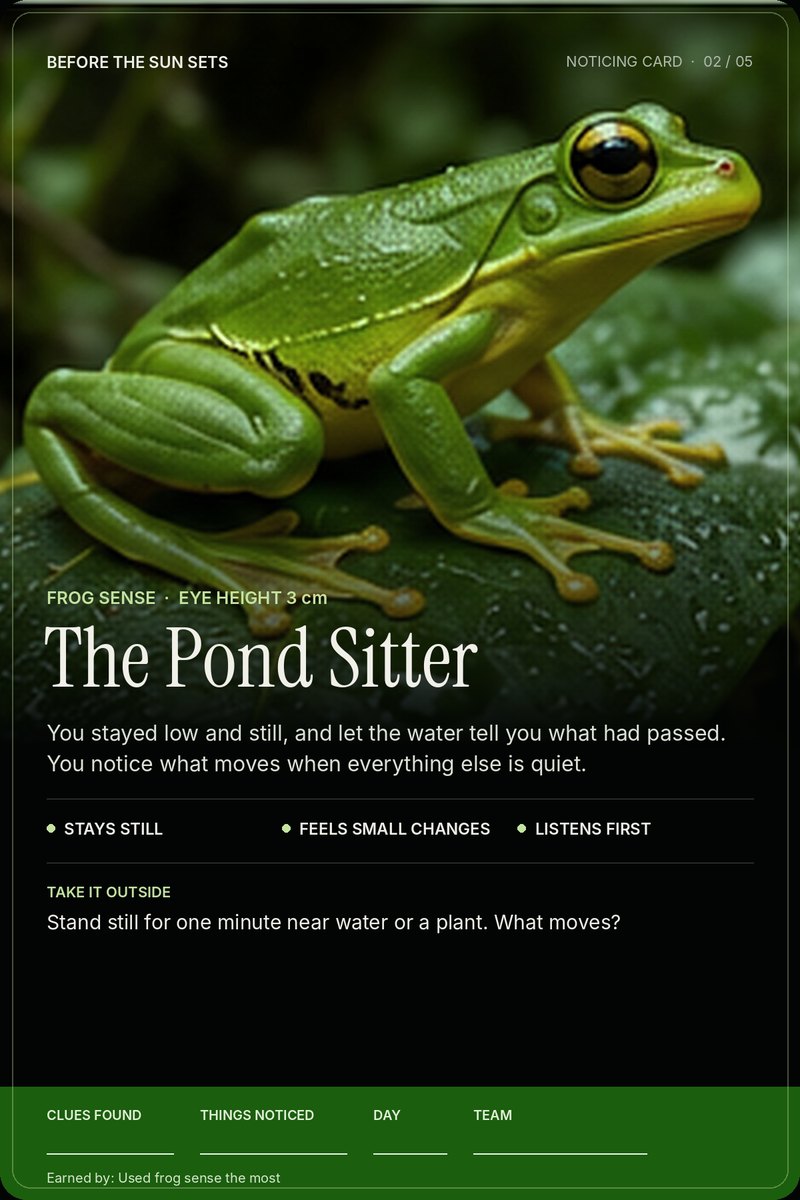 BEFORE THE SUN SETS
NOTICING CARD · 02 / 05
FROG SENSE · EYE HEIGHT 3 cm
The Pond Sitter
You stayed low and still, and let the water tell you what had passed.
You notice what moves when everything else is quiet.
STAYS STILL
FEELS SMALL CHANGES
LISTENS FIRST
TAKE IT OUTSIDE
Stand still for one minute near water or a plant. What moves?
CLUES FOUND
THINGS NOTICED
DAY
TEAM
Earned by: Used frog sense the most